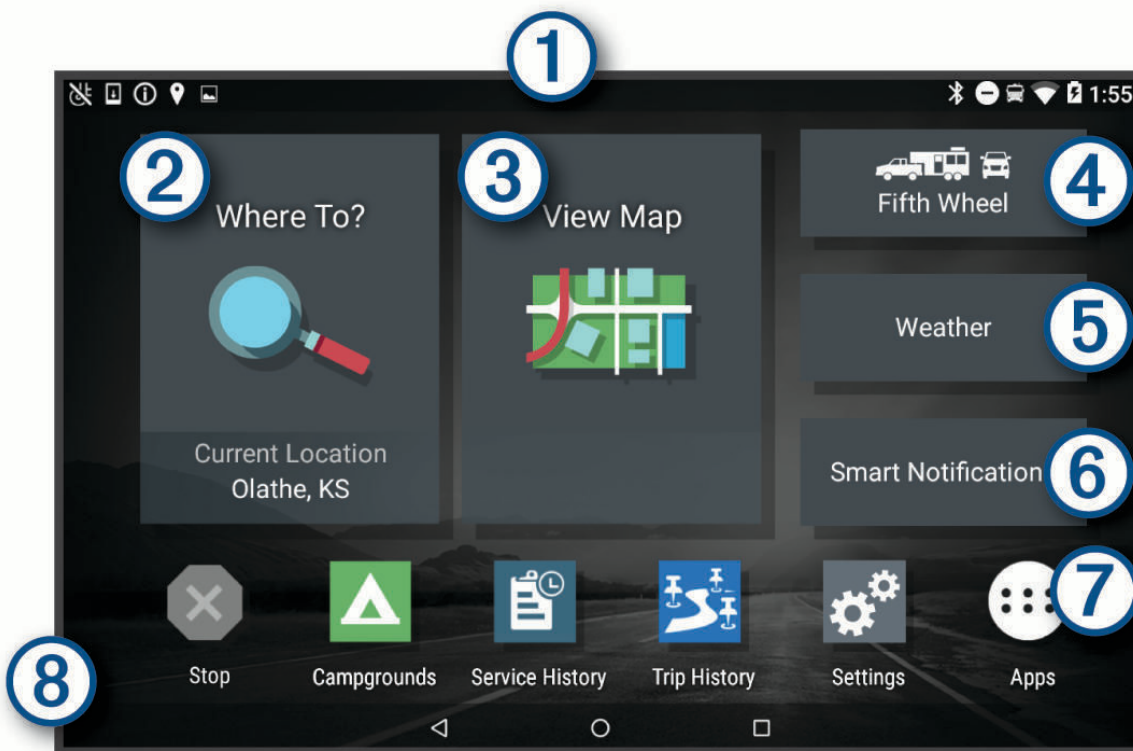 1
1:55
2
Where To?
Current Location
Olathe, KS
3
View Map
4
Fifth Wheel
5
Weather
6
Smart Notification
7
Stop
Campgrounds
Service History
Trip History
Settings
Apps
8